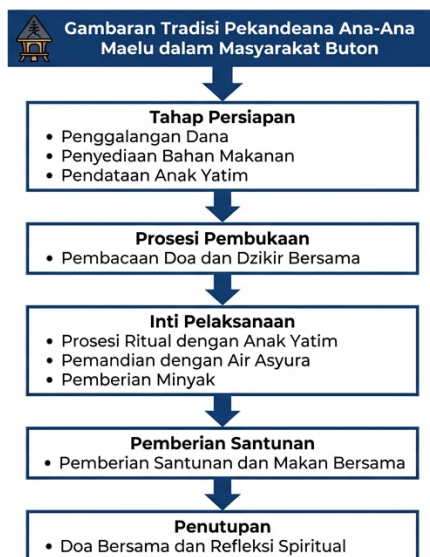 Gambaran Tradisi Pekandeana Ana-Ana
Maelu dalam Masyarakat Buton
Tahap Persiapan
• Penggalangan Dana
• Penyediaan Bahan Makanan
• Pendataan Anak Yatim
Prosesi Pembukaan
• Pembacaan Doa dan Dzikir Bersama
Inti Pelaksanaan
• Prosesi Ritual dengan Anak Yatim
• Pemandian dengan Air Asyura
• Pemberian Minyak
Pemberian Santunan
• Pemberian Santunan dan Makan Bersama
Penutupan
• Doa Bersama dan Refleksi Spiritual